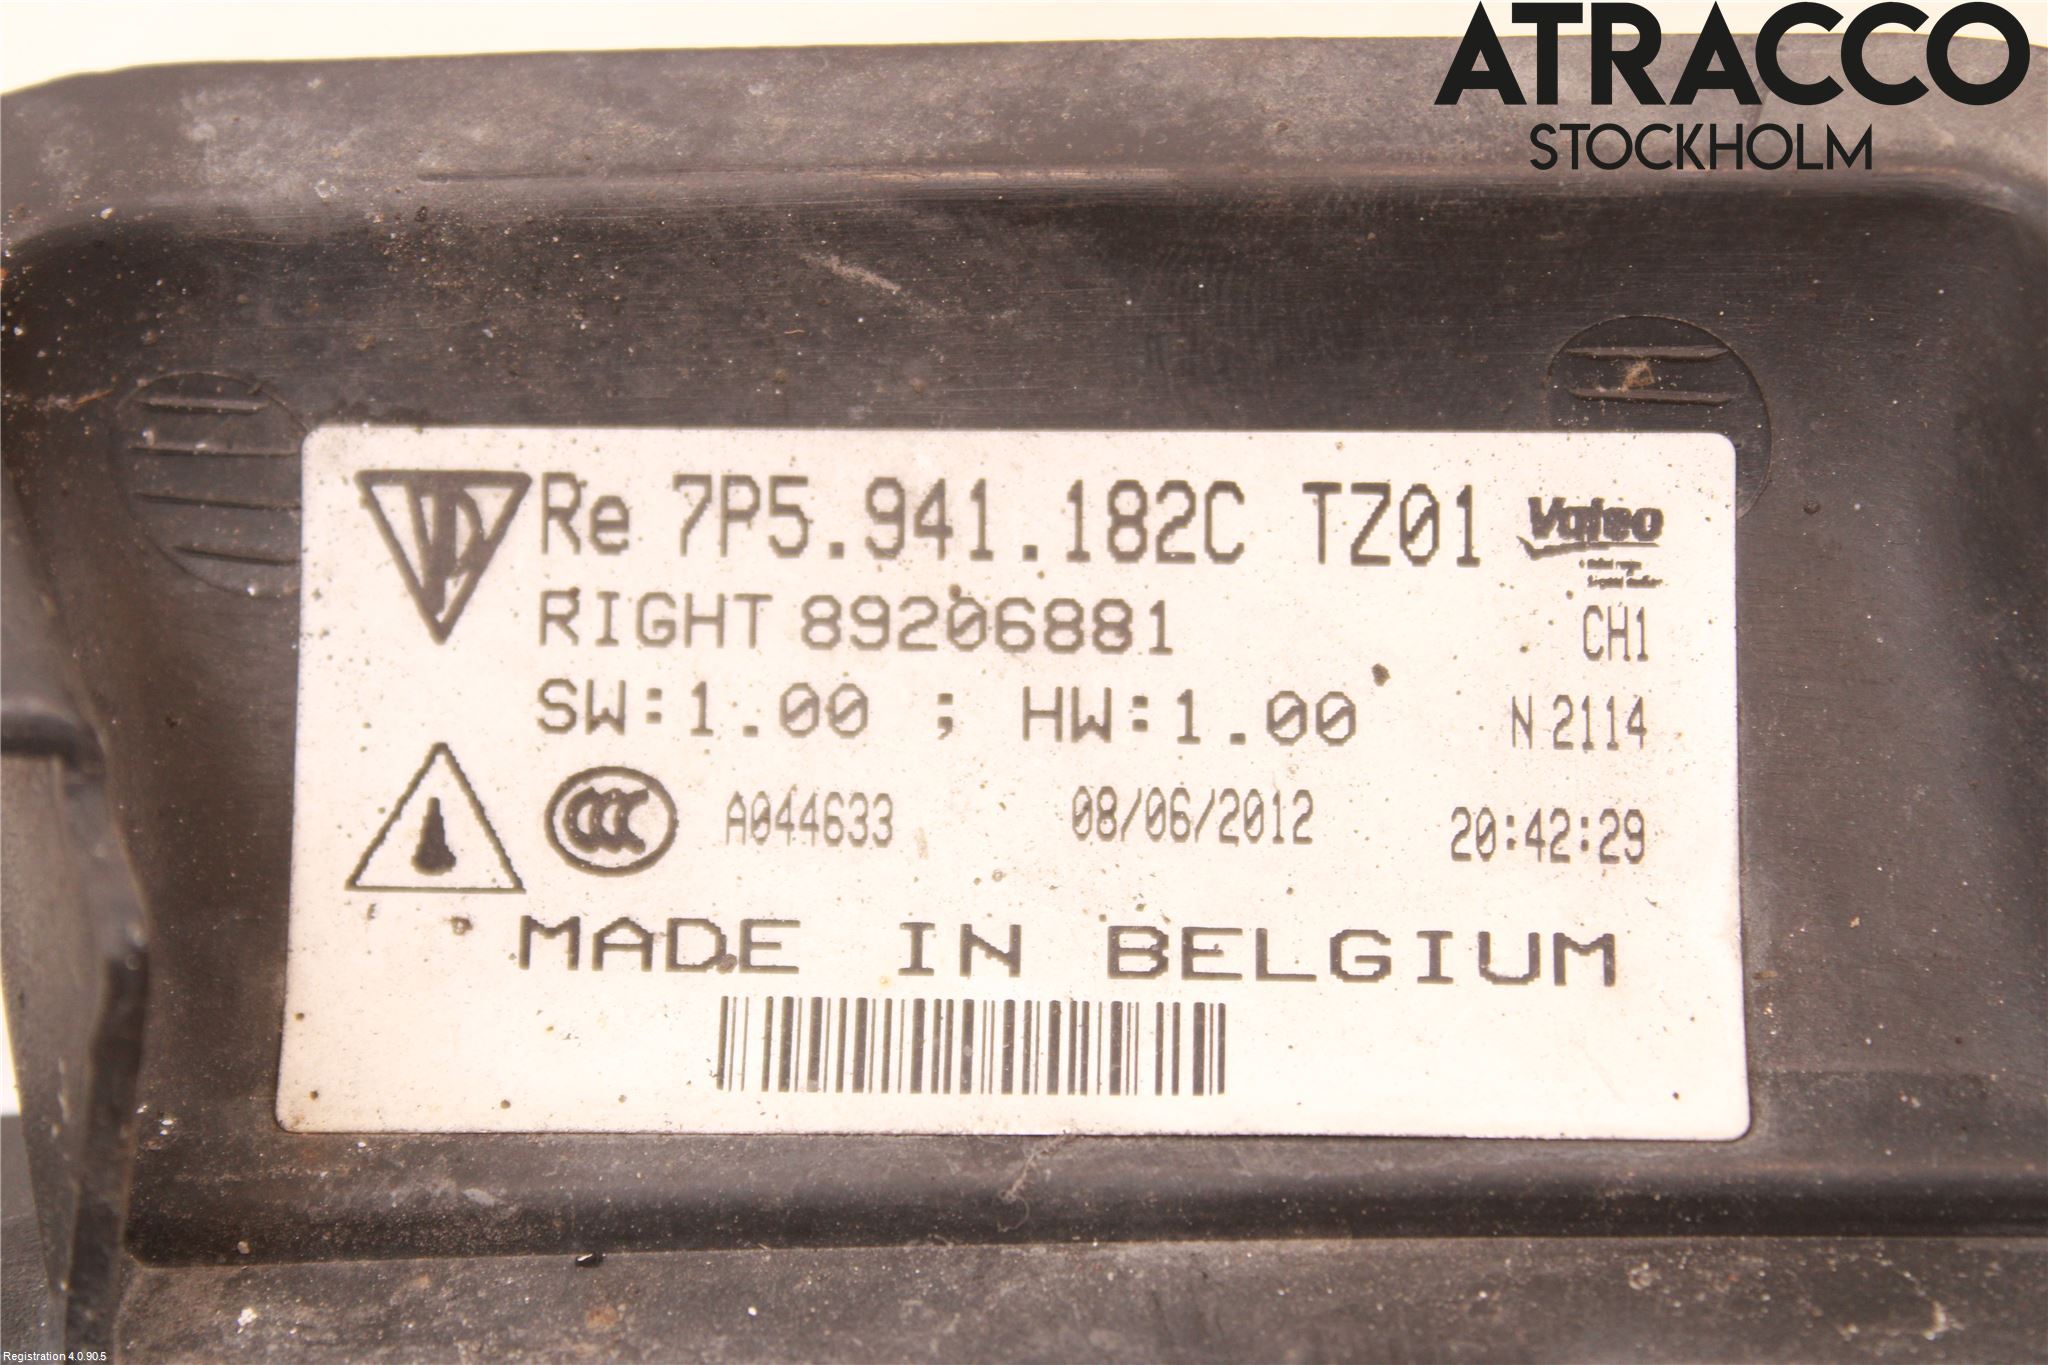 ATRACCO
STOCKHOLM
Re 7P5.941.182C TZ01
Valeo
RIGHT 89206881
CH1
SW:1.00 ; HW:1.00
N 2114
CCC
A044633 08/06/2012 20:42:29
MADE IN BELGIUM
Registration 4.0.90.5